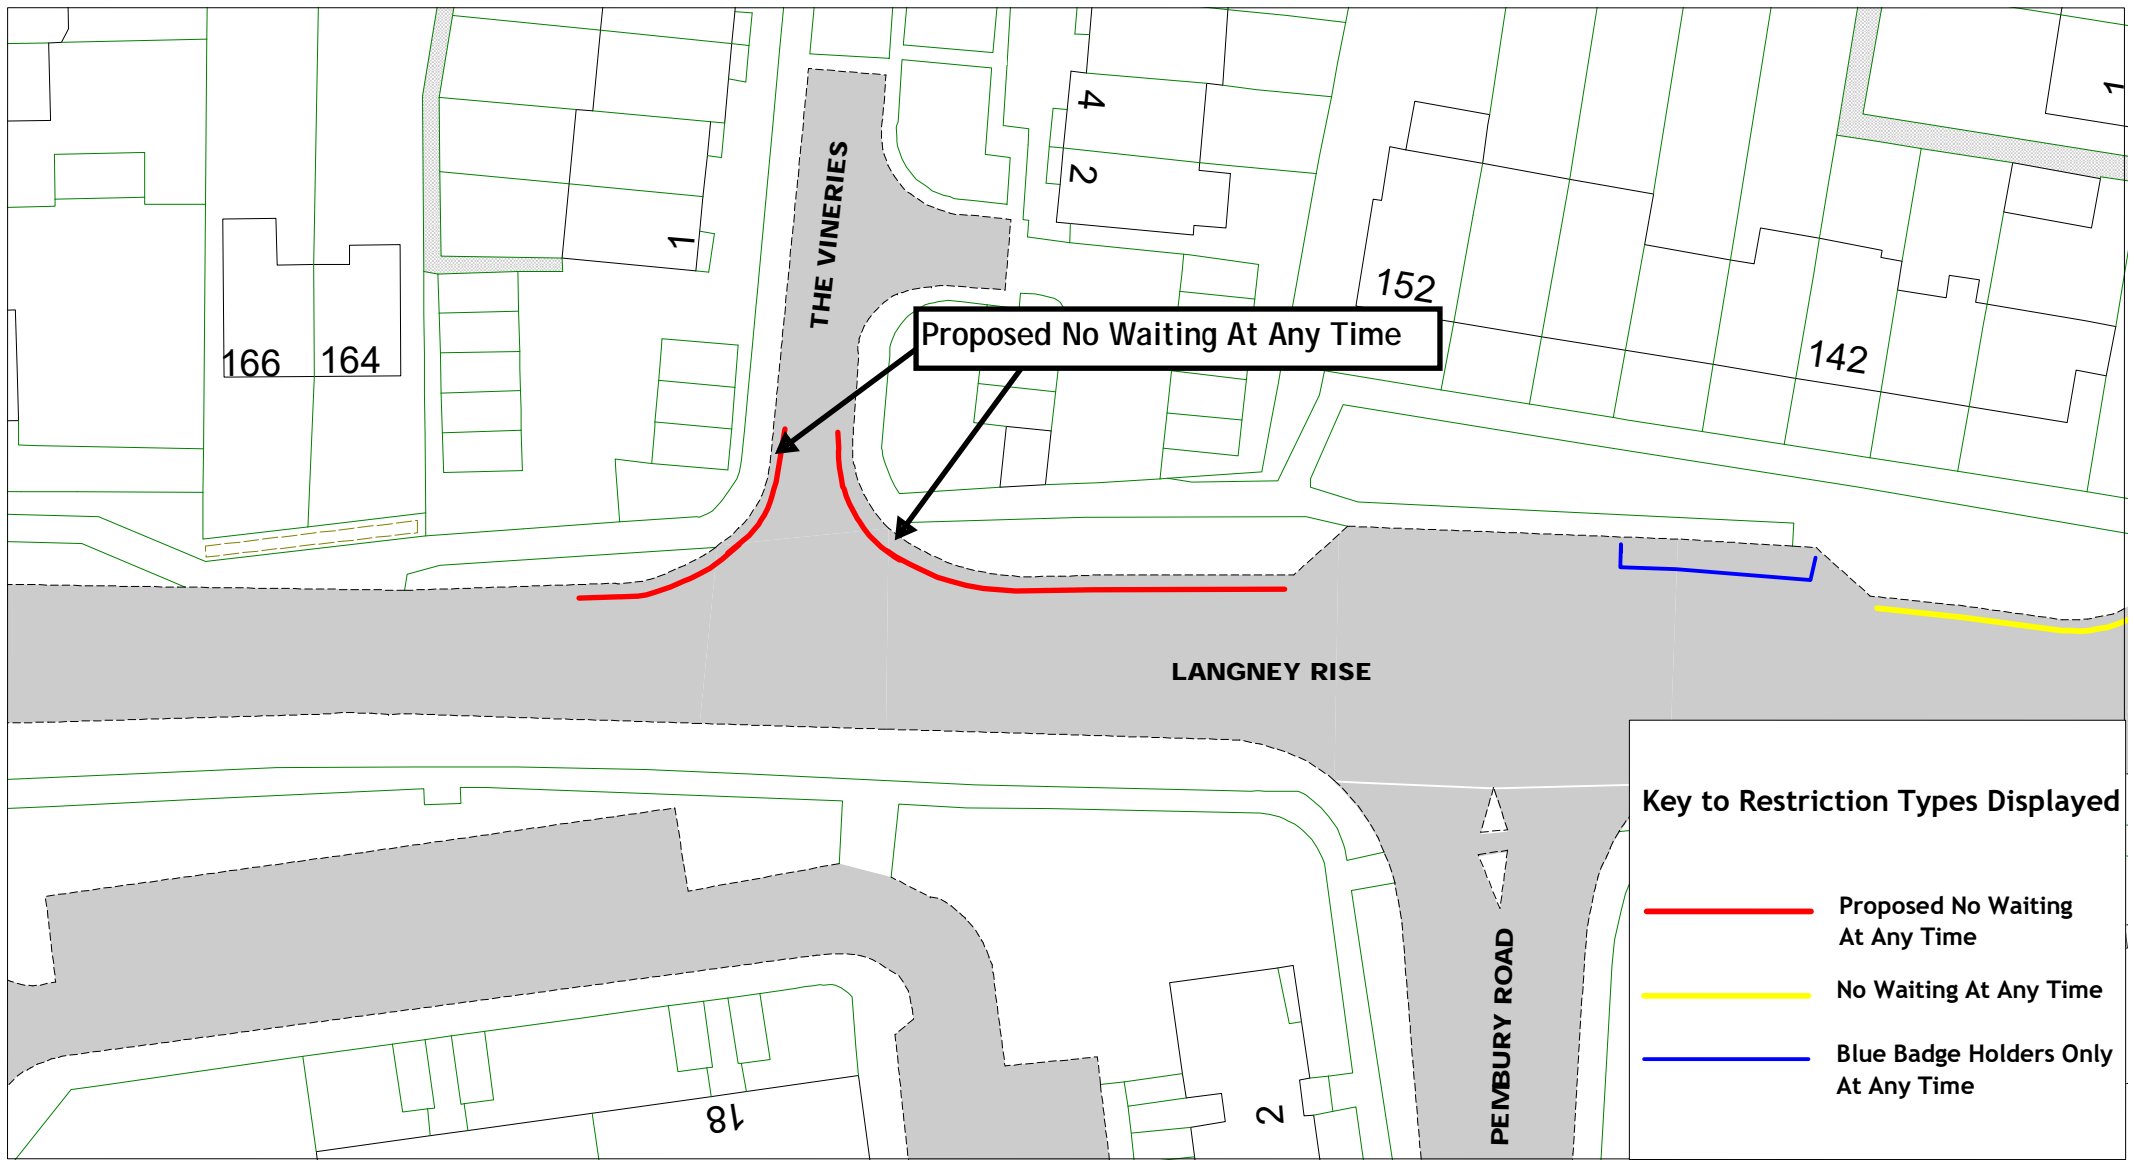 1
4
2
THE VINERIES
1
152
166
164
Proposed No Waiting At Any Time
142
LANGNEY RISE
Key to Restriction Types Displayed
Proposed No Waiting
At Any Time
No Waiting At Any Time
Blue Badge Holders Only
At Any Time
PEMBURY ROAD
18
2